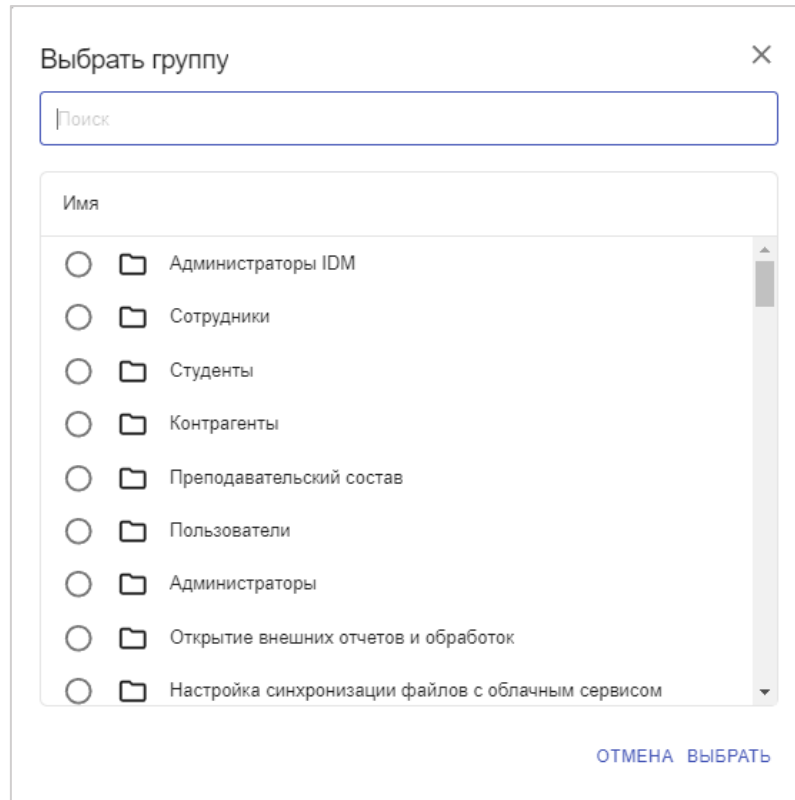 Выбрать группу
Поиск
Имя
Администраторы IDM
Сотрудники
Студенты
Контрагенты
Преподавательский состав
Пользователи
Администраторы
Открытие внешних отчетов и обработок
Настройка синхронизации файлов с облачным сервисом
ОТМЕНА ВЫБРАТЬ